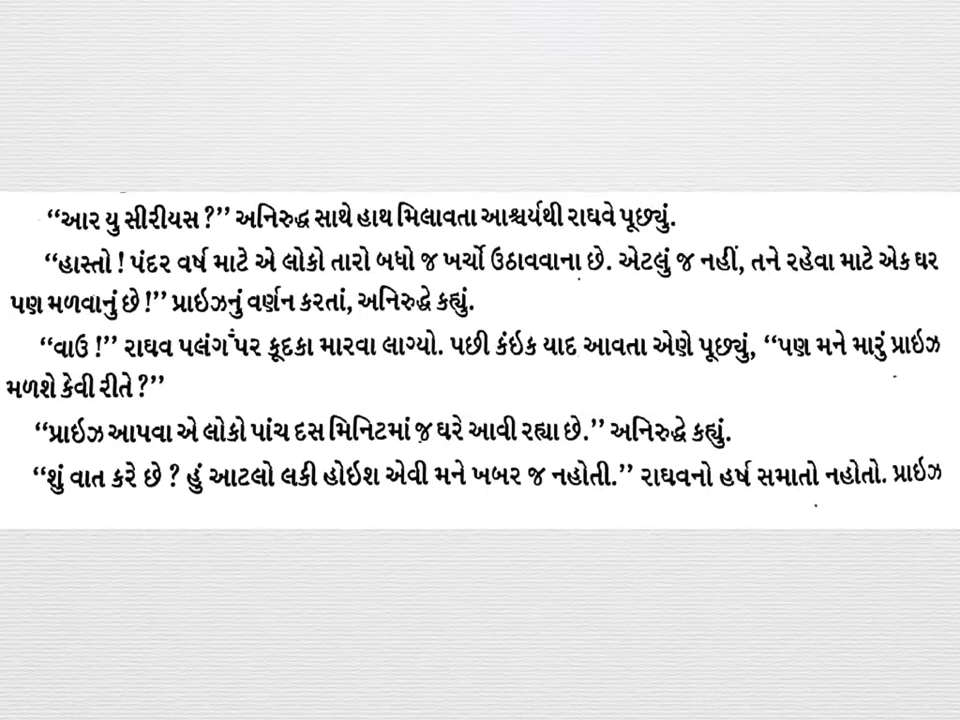 “આર યુ સીરીયસ ?” અનિરુદ્ધ સાથે હાથ મિલાવતા આશ્ચર્યથી રાઘવે પૂછ્યું.
“હાસ્તો ! પંદર વર્ષ માટે એ લોકો તારો બધો જ ખર્ચો ઉઠાવવાના છે. એટલું જ નહીં, તને રહેવા માટે એક ઘર
પણ મળવાનું છે !” પ્રાઇઝનું વર્ણન કરતાં, અનિરુદ્ધે કહ્યું.
“વાઉ !” રાઘવ પલંગ પર કૂદકા મારવા લાગ્યો. પછી કંઇક યાદ આવતા એણે પૂછ્યું, “પણ મને મારું પ્રાઇઝ
મળશે કેવી રીતે ?”
“પ્રાઇઝ આપવા એ લોકો પાંચ દસ મિનિટમાં જ ઘરે આવી રહ્યા છે.” અનિરુદ્ધે કહ્યું.
“શું વાત કરે છે ? હું આટલો લકી હોઇશ એવી મને ખબર જ નહોતી.” રાઘવનો હર્ષ સમાતો નહોતો. પ્રાઇઝ